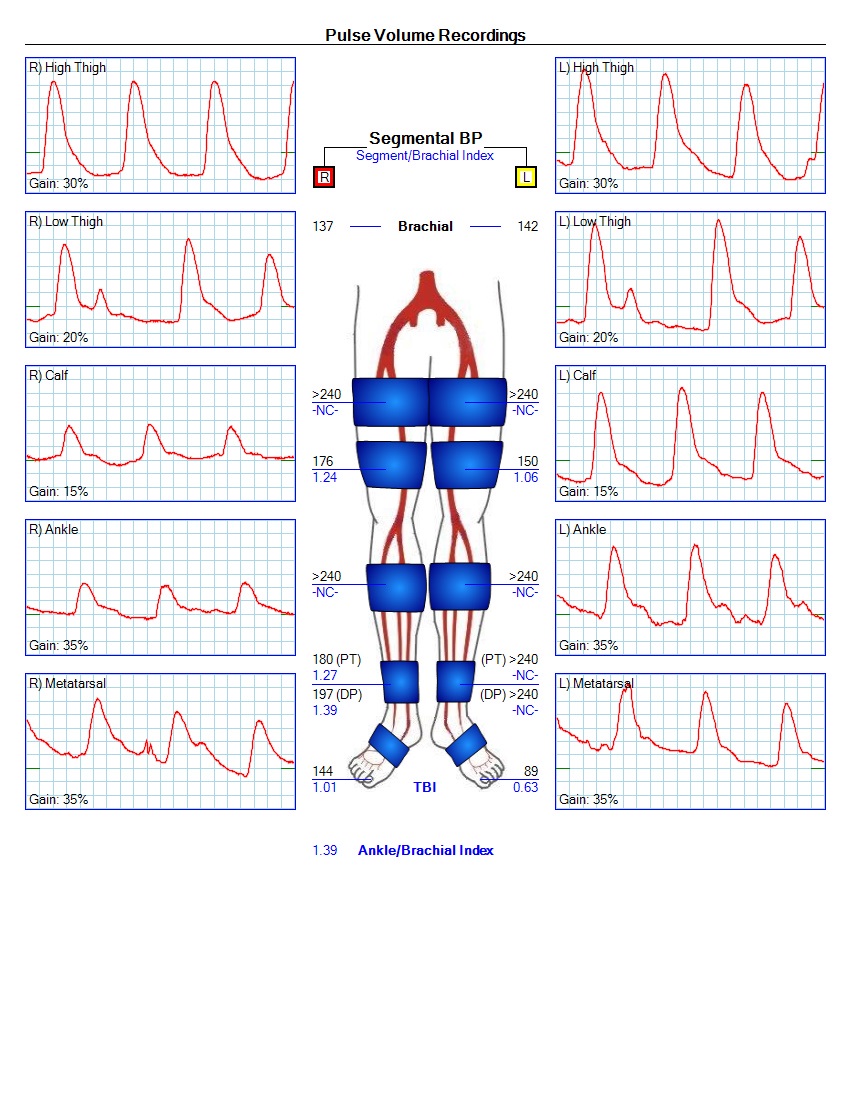 Pulse Volume Recordings
R) High Thigh
Gain: 30%
R) Low Thigh
Gain: 20%
R) Calf
Gain: 15%
R) Ankle
Gain: 35%
R) Metatarsal
Gain: 35%
Segmental BP
Segment/Brachial Index
R
L
137 Brachial 142
>240 >240
-NC- -NC-
176 150
1.24 1.06
>240 >240
-NC- -NC-
180 (PT) (PT) >240
1.27 -NC-
197 (DP) (DP) >240
1.39 -NC-
144 89
1.01 TBI 0.63
1.39 Ankle/Brachial Index
L) High Thigh
Gain: 30%
L) Low Thigh
Gain: 20%
L) Calf
Gain: 15%
L) Ankle
Gain: 35%
L) Metatarsal
Gain: 35%